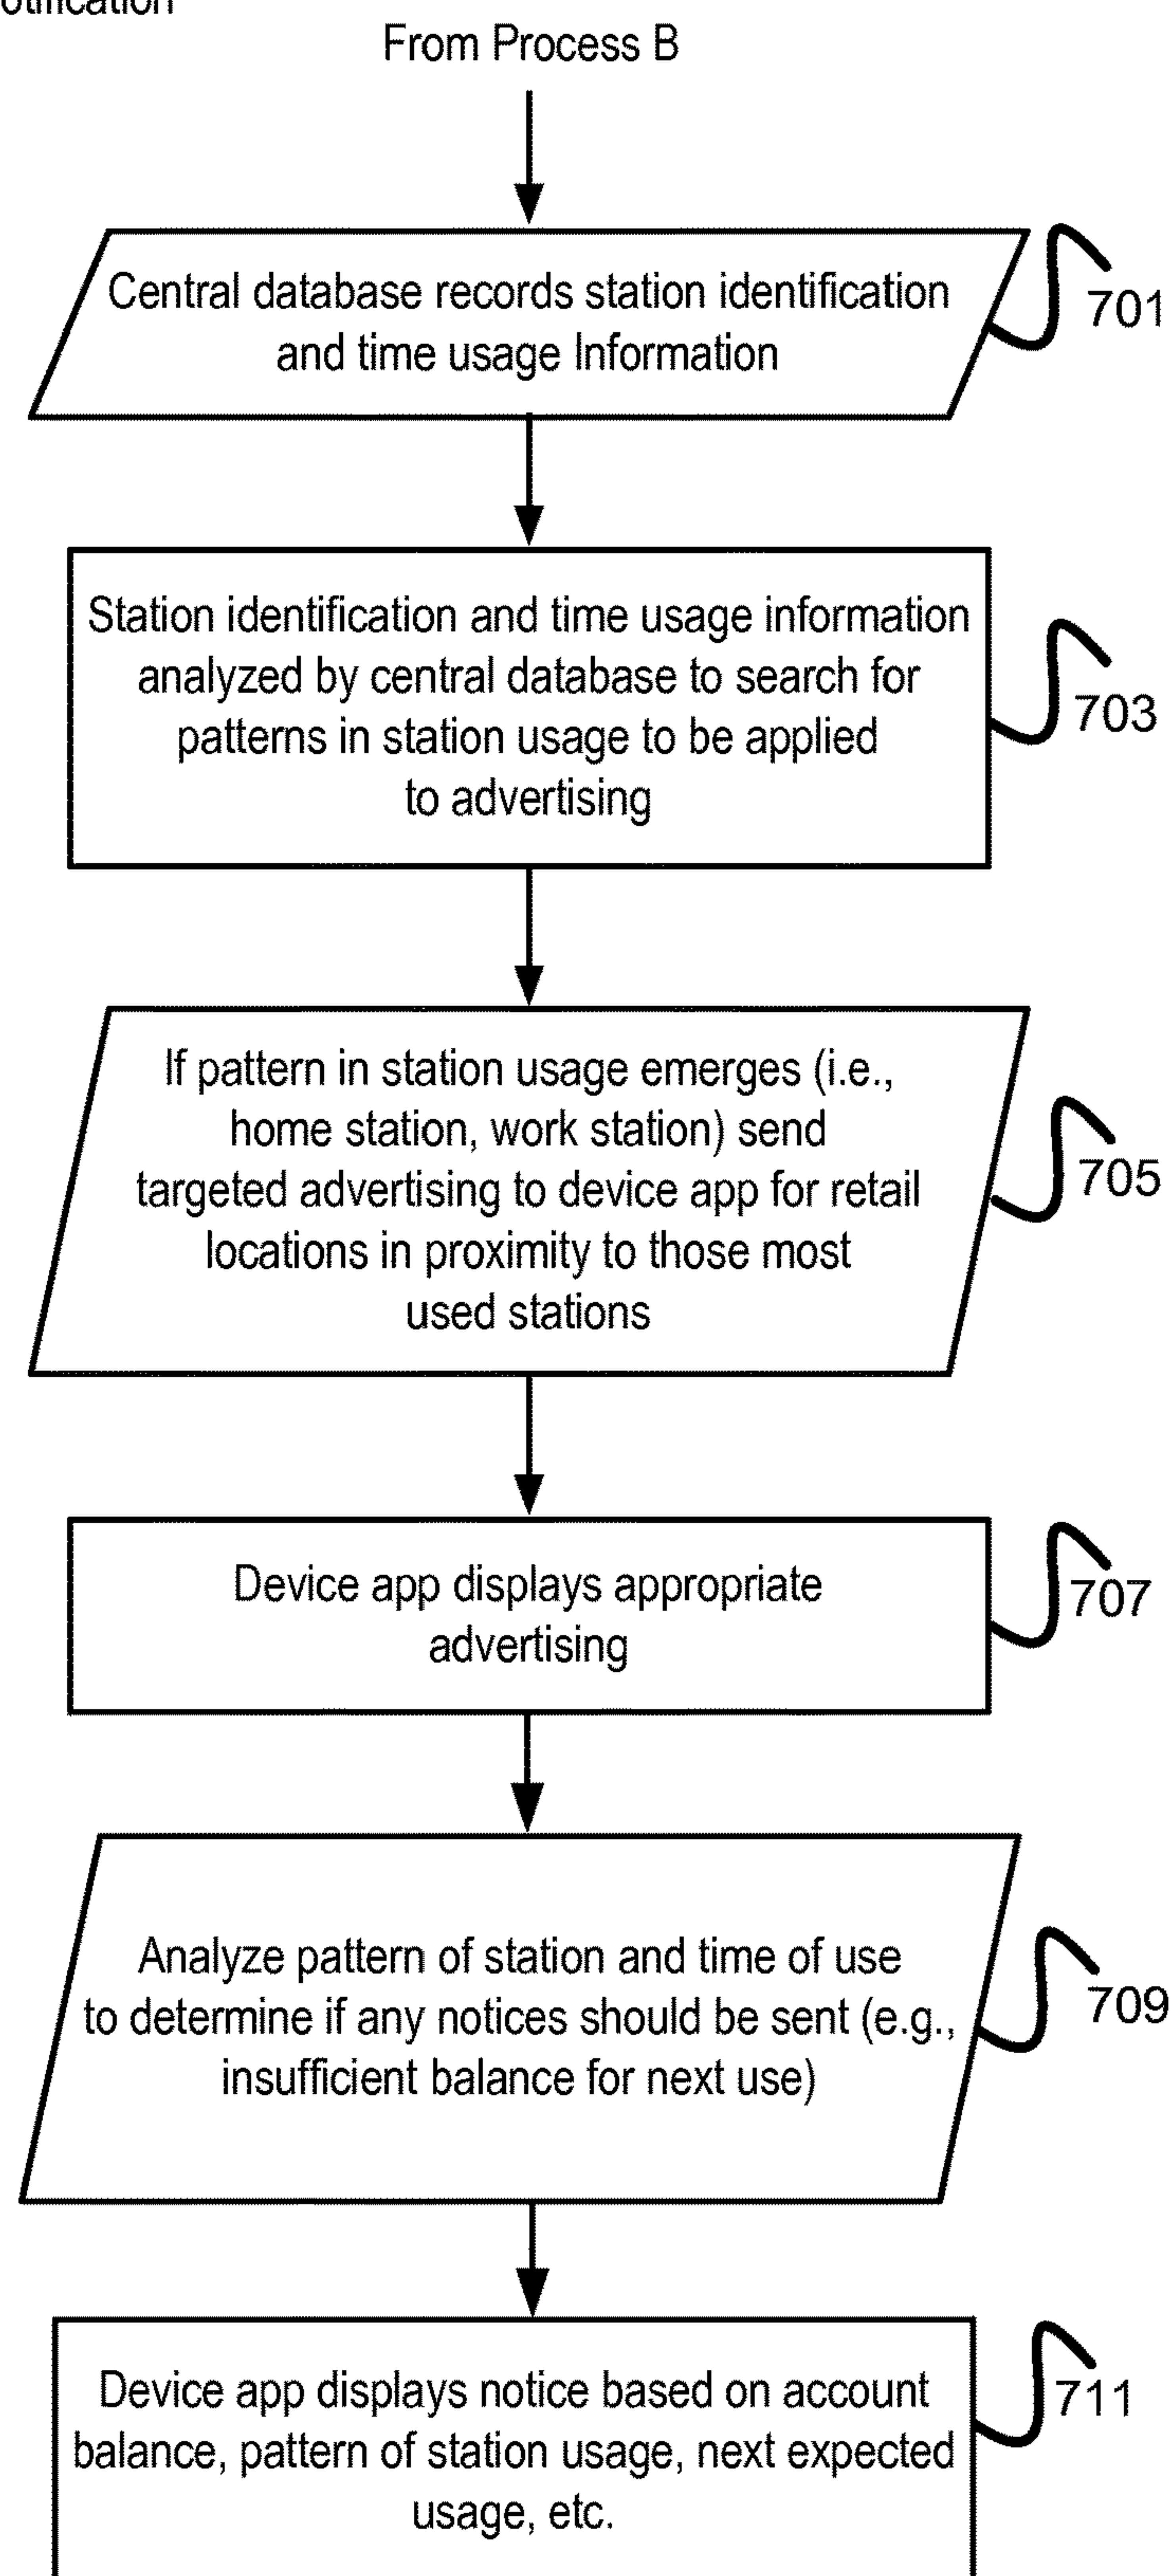 From Process B
Central database records station identification
and time usage Information
701
Station identification and time usage information
analyzed by central database to search for
patterns in station usage to be applied
to advertising
703
If pattern in station usage emerges (i.e.,
home station, work station) send
targeted advertising to device app for retail
locations in proximity to those most
used stations
705
Device app displays appropriate
advertising
707
Analyze pattern of station and time of use
to determine if any notices should be sent (e.g.,
insufficient balance for next use)
709
Device app displays notice based on account
balance, pattern of station usage, next expected
usage, etc.
711